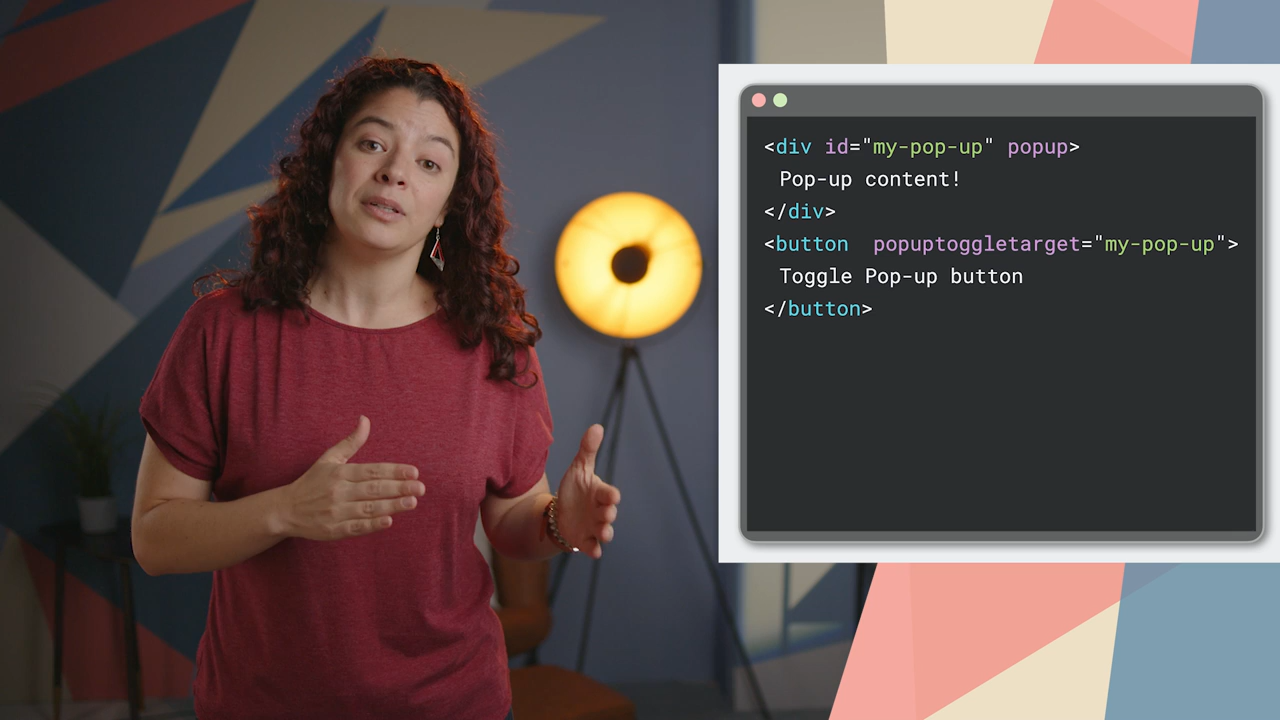 <div id="my-pop-up" popup>
Pop-up content!
</div>
<button popuptoggletarget="my-pop-up">
Toggle Pop-up button
</button>